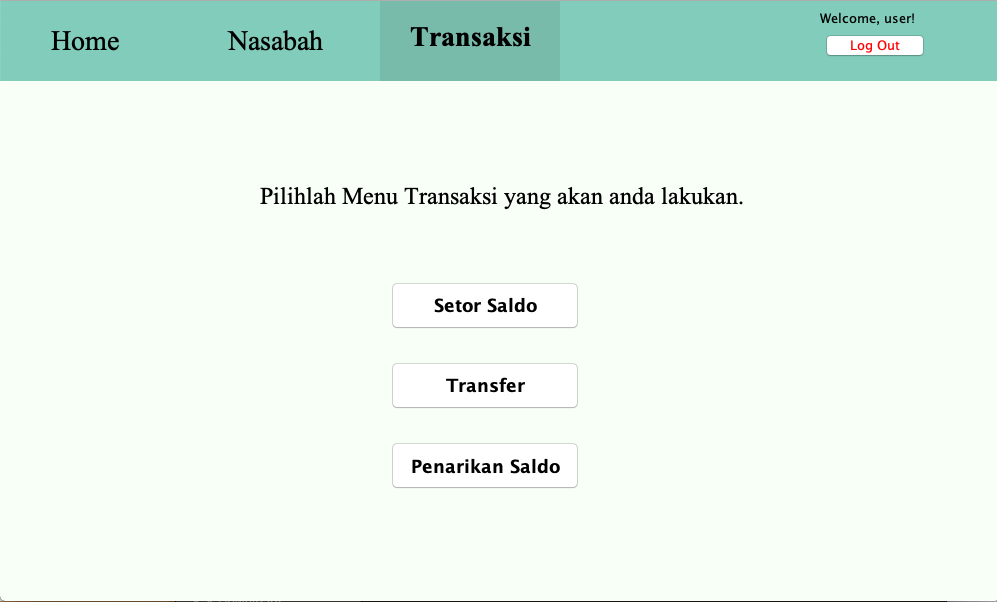 Home
Nasabah
Transaksi
Welcome, user!
Log Out
Pilihlah Menu Transaksi yang akan anda lakukan.
Setor Saldo
Transfer
Penarikan Saldo